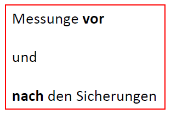 Messunge vor
und
nach den Sicherungen